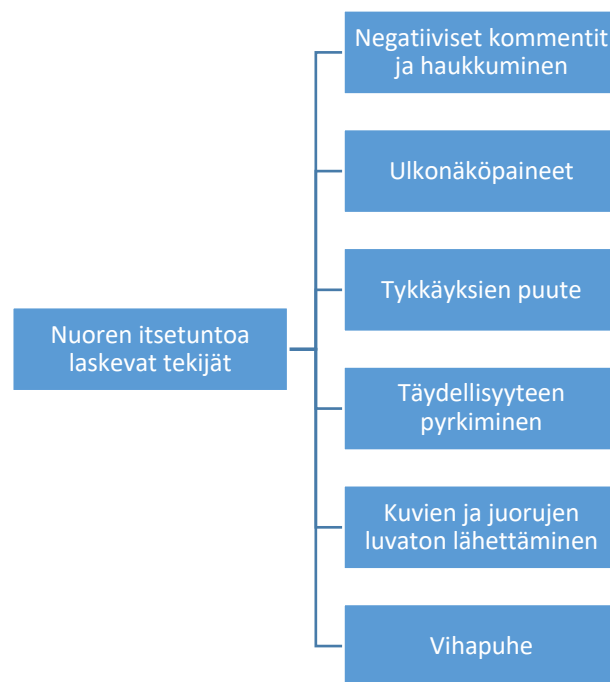 Negatiiviset kommentit
ja haukkuminen
Ulkonäköpaineet
Tykkäyksien puute
Nuoren itsetuntoa
laskevat tekijät
Täydellisyyteen
pyrkiminen
Kuvien ja juorujen
luvaton lähettäminen
Vihapuhe